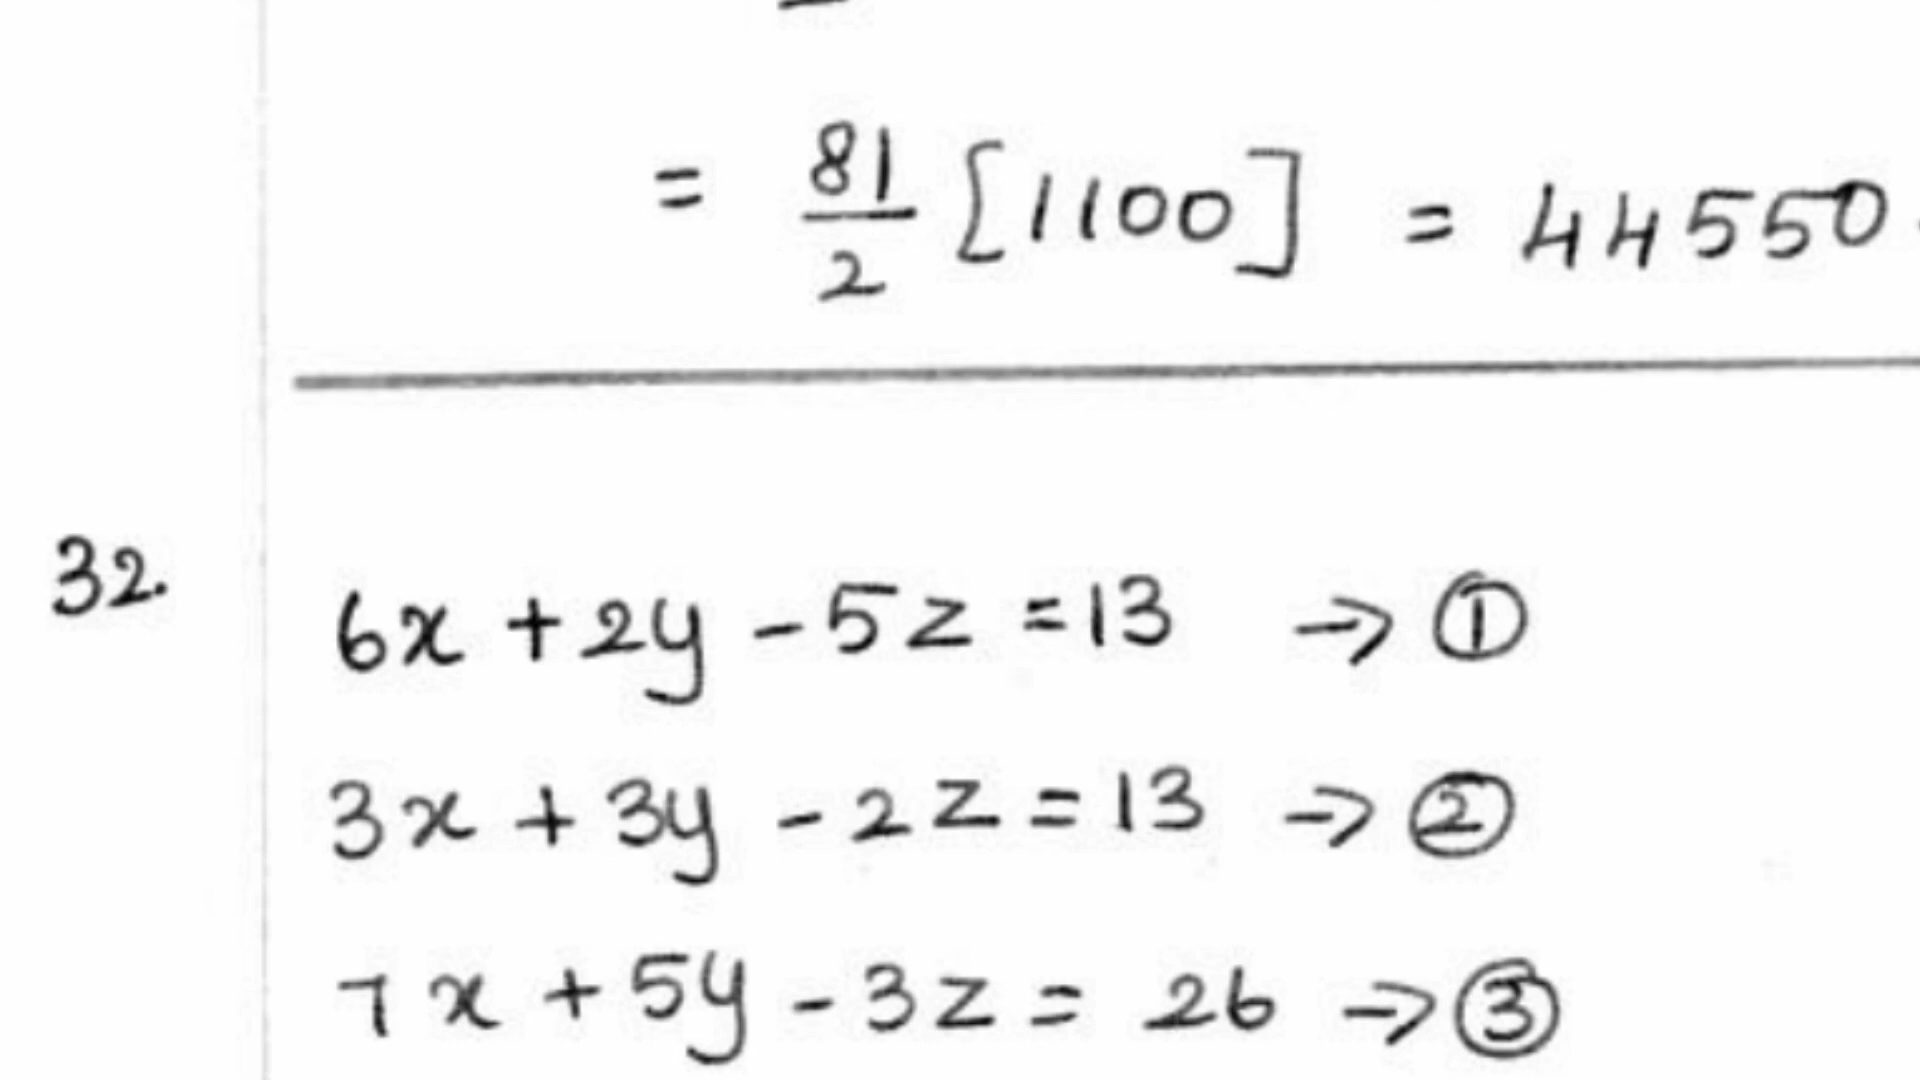 = 81/2 [1100] = 44550.
32. 6x + 2y - 5z = 13 → ①
3x + 3y - 2z = 13 → ②
7x + 5y - 3z = 26 → ③